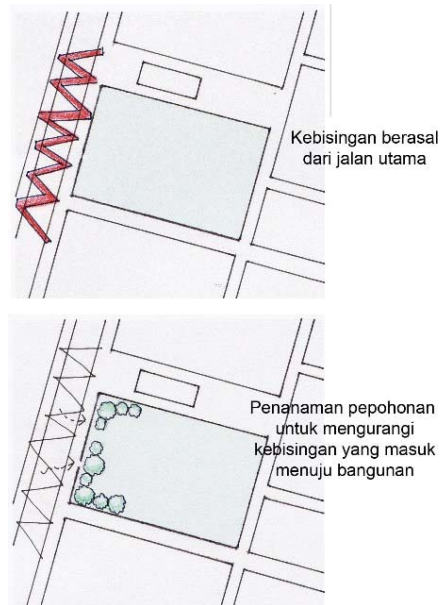 Kebisingan berasal
dari jalan utama
Penanaman pepohonan
untuk mengurangi
kebisingan yang masuk
menuju bangunan